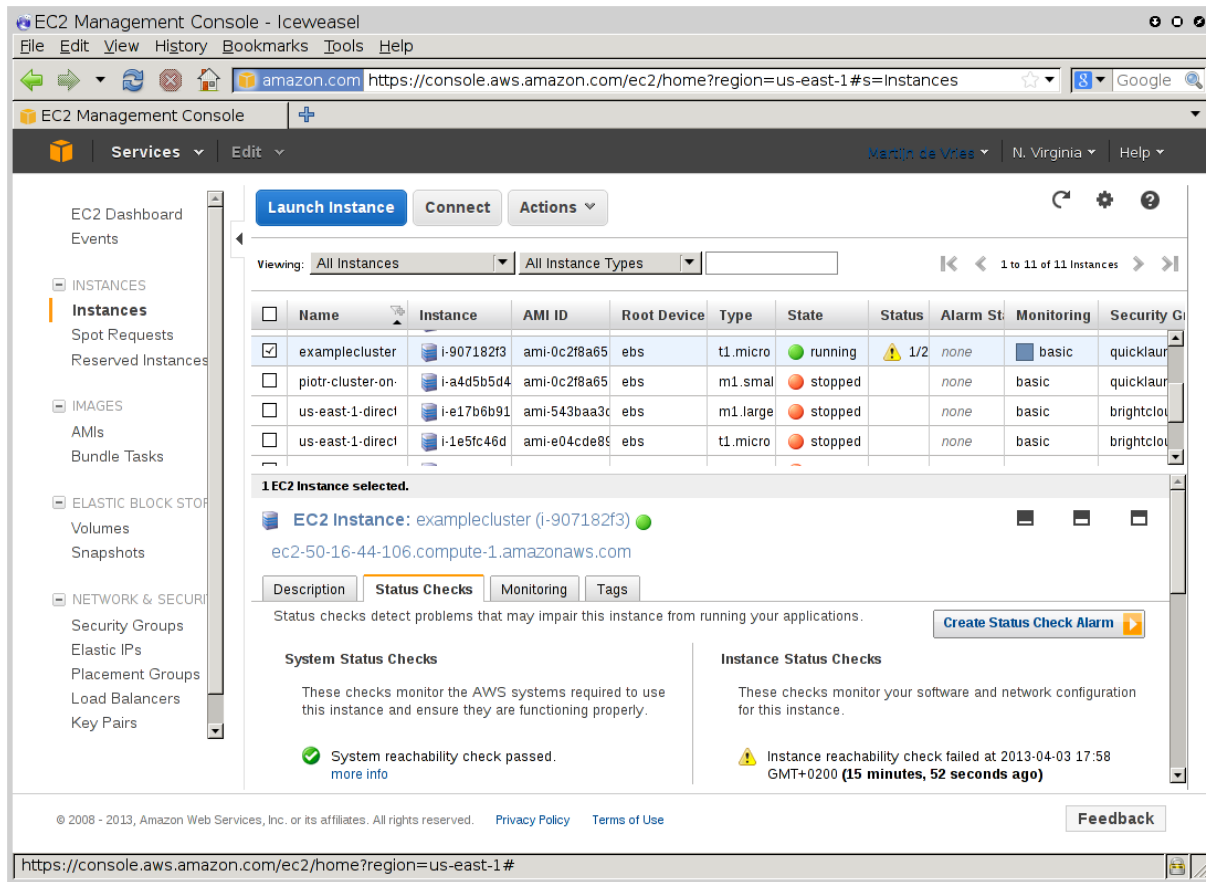 EC2 Management Console - Iceweasel
File Edit View History Bookmarks Tools Help
amazon.com https://console.aws.amazon.com/ec2/home?region=us-east-1#s=Instances Google
EC2 Management Console
Services Edit Martijn de Vries N. Virginia Help
EC2 Dashboard
Events
INSTANCES
Instances
Spot Requests
Reserved Instances
IMAGES
AMIs
Bundle Tasks
ELASTIC BLOCK STOR
Volumes
Snapshots
NETWORK & SECURI
Security Groups
Elastic IPs
Placement Groups
Load Balancers
Key Pairs
Launch Instance Connect Actions
Viewing: All Instances All Instance Types 1 to 11 of 11 Instances
Name Instance AMI ID Root Device Type State Status Alarm St Monitoring Security Gr
examplecluster i-907182f3 ami-0c2f8a65 ebs t1.micro running 1/2 none basic quicklaun
piotr-cluster-on- i-a4d5b5d4 ami-0c2f8a65 ebs m1.smal stopped none basic quicklaun
us-east-1-direct i-e17b6b91 ami-543baa3c ebs m1.large stopped none basic brightclou
us-east-1-direct i-1e5fc46d ami-e04cde89 ebs t1.micro stopped none basic brightclou
1 EC2 Instance selected.
EC2 Instance: examplecluster (i-907182f3)
ec2-50-16-44-106.compute-1.amazonaws.com
Description Status Checks Monitoring Tags
Status checks detect problems that may impair this instance from running your applications.
Create Status Check Alarm
System Status Checks
These checks monitor the AWS systems required to use
this instance and ensure they are functioning properly.
System reachability check passed.
more info
Instance Status Checks
These checks monitor your software and network configuration
for this instance.
Instance reachability check failed at 2013-04-03 17:58
GMT+0200 (15 minutes, 52 seconds ago)
© 2008 - 2013, Amazon Web Services, Inc. or its affiliates. All rights reserved. Privacy Policy Terms of Use Feedback
https://console.aws.amazon.com/ec2/home?region=us-east-1#